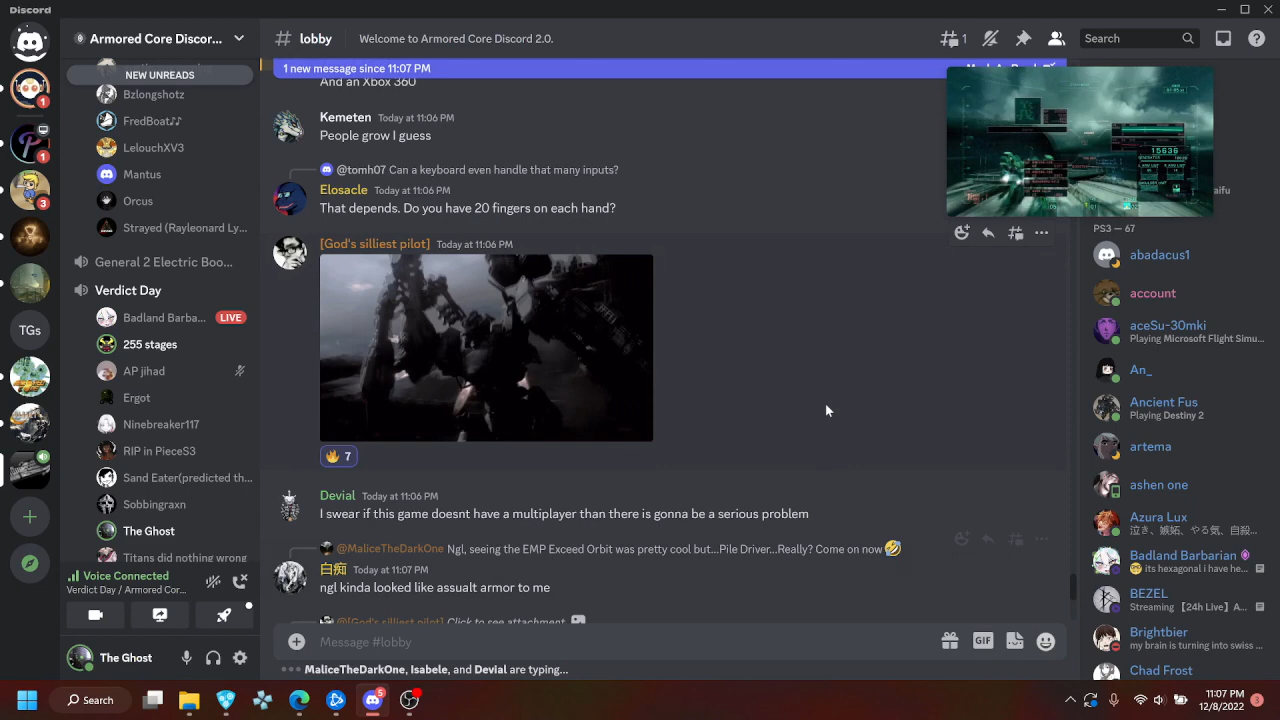 Discord
Armored Core Discor...
lobby
Welcome to Armored Core Discord 2.0.
1
Search
NEW UNREADS
1 new message since 11:07 PM
Bzlongshotz
FredBoat♪♪
LelouchXV3
Mantus
Orcus
Strayed (Rayleonard Ly...
General 2 Electric Boo...
Verdict Day
Badland Barba...
LIVE
255 stages
AP jihad
Ergot
Ninebreaker117
RIP in PieceS3
Sand Eater(predicted th...
Sobbingraxn
The Ghost
Titans did nothing wrong
Voice Connected
Verdict Day / Armored Cor...
The Ghost
1
1
3
TGs
And an Xbox 360
Kemeten Today at 11:06 PM
People grow I guess
Elosacle Today at 11:06 PM
That depends. Do you have 20 fingers on each hand?
[God's silliest pilot] Today at 11:06 PM
🔥 7
Devial Today at 11:06 PM
I swear if this game doesnt have a multiplayer than there is gonna be a serious problem
@MaliceTheDarkOne Ngl, seeing the EMP Exceed Orbit was pretty cool but...Pile Driver...Really? Come on now 🤣
白痴 Today at 11:07 PM
ngl kinda looked like assualt armor to me
@[God's silliest pilot] Click to see attachment
Message #lobby
GIF
MaliceTheDarkOne, Isabele, and Devial are typing...
15636
PS3 — 67
abadacus1
account
aceSu-30mki
Playing Microsoft Flight Simu...
An_
Ancient Fus
Playing Destiny 2
artema
ashen one
Azura Lux
泣き、嫉妬、やる気、自殺...
Badland Barbarian
its hexagonal i have he...
BEZEL
Streaming 【24h Live】 A...
Brightbier
my brain is turning into swiss ...
Chad Frost
Search
5
11:07 PM
12/8/2022
3